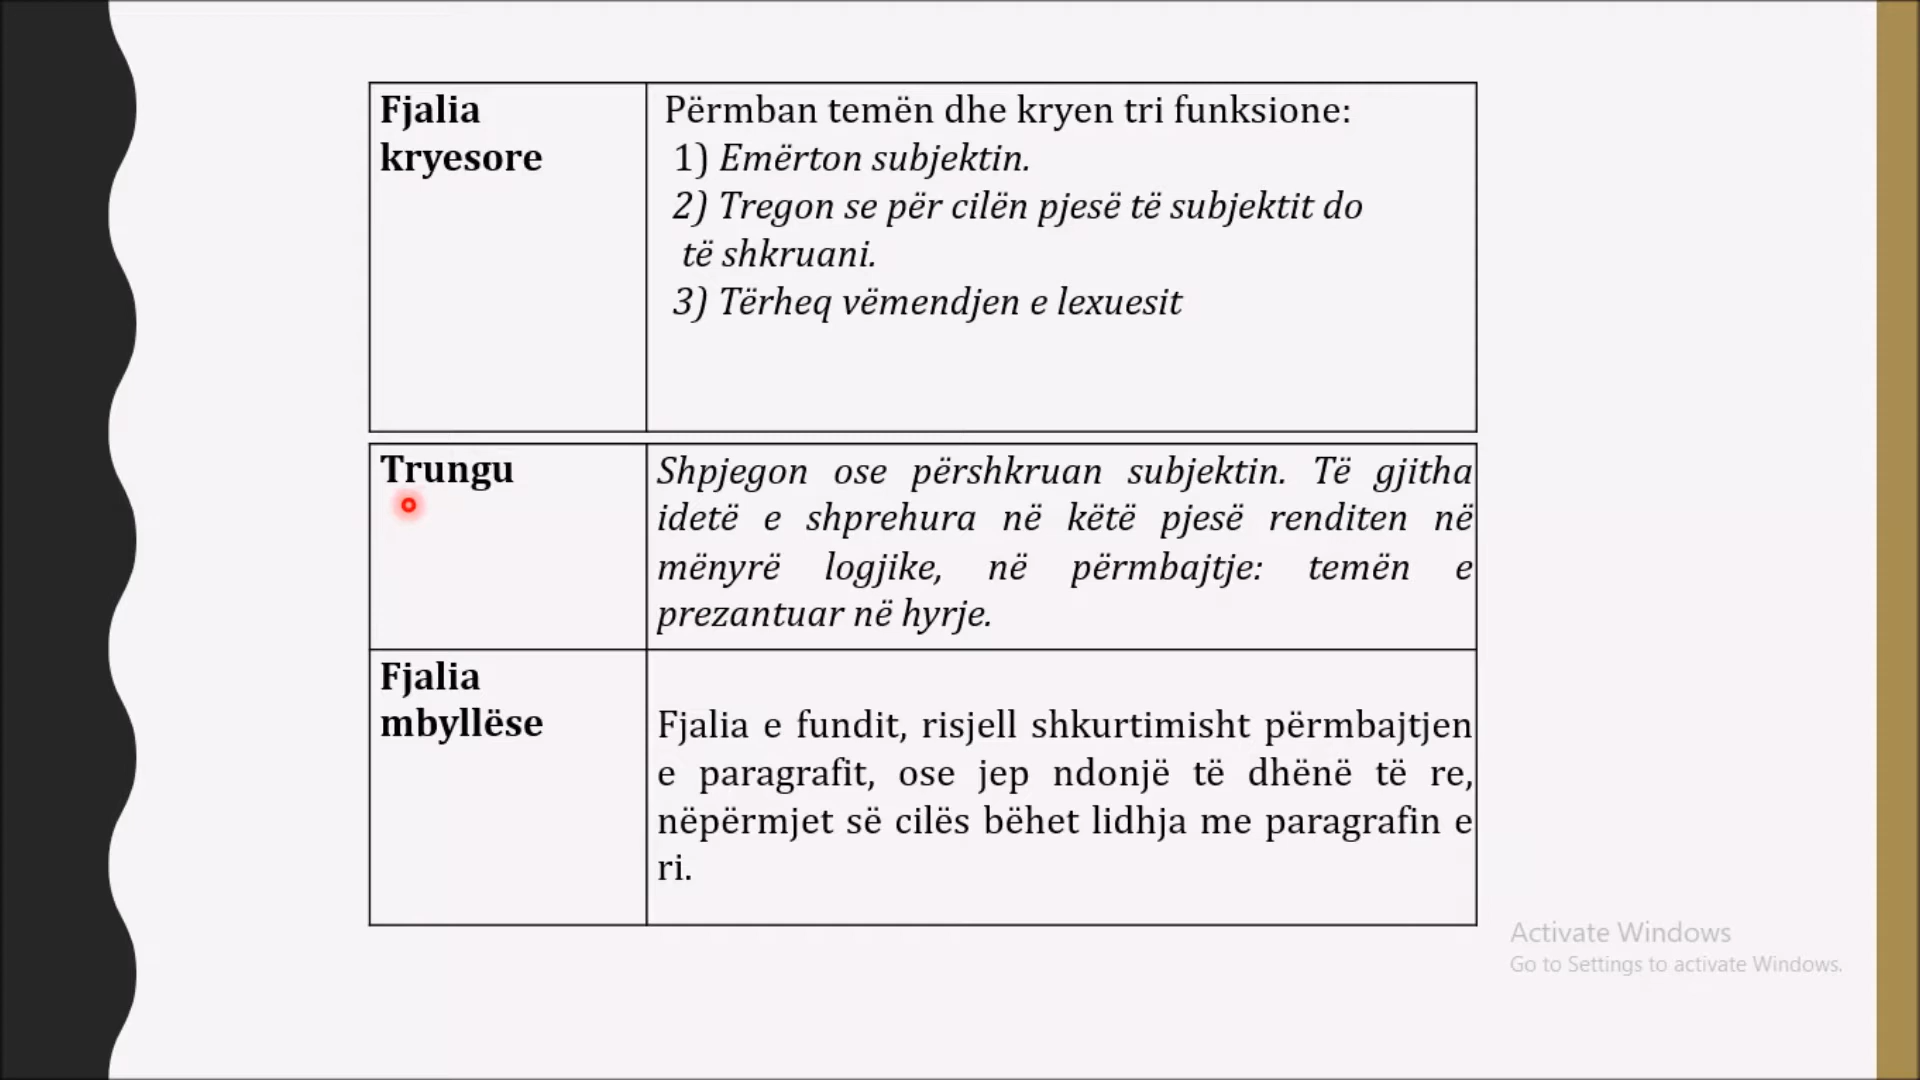 Fjalia
kryesore
Përmban temën dhe kryen tri funksione:
1) Emërton subjektin.
2) Tregon se për cilën pjesë të subjektit do
të shkruani.
3) Tërheq vëmendjen e lexuesit
Trungu
Shpjegon ose përshkruan subjektin. Të gjitha
idetë e shprehura në këtë pjesë renditen në
mënyrë logjike, në përmbajtje: temën e
prezantuar në hyrje.
Fjalia
mbyllëse
Fjalia e fundit, risjell shkurtimisht përmbajtjen
e paragrafit, ose jep ndonjë të dhënë të re,
nëpërmjet së cilës bëhet lidhja me paragrafin e
ri.
Activate Windows
Go to Settings to activate Windows.